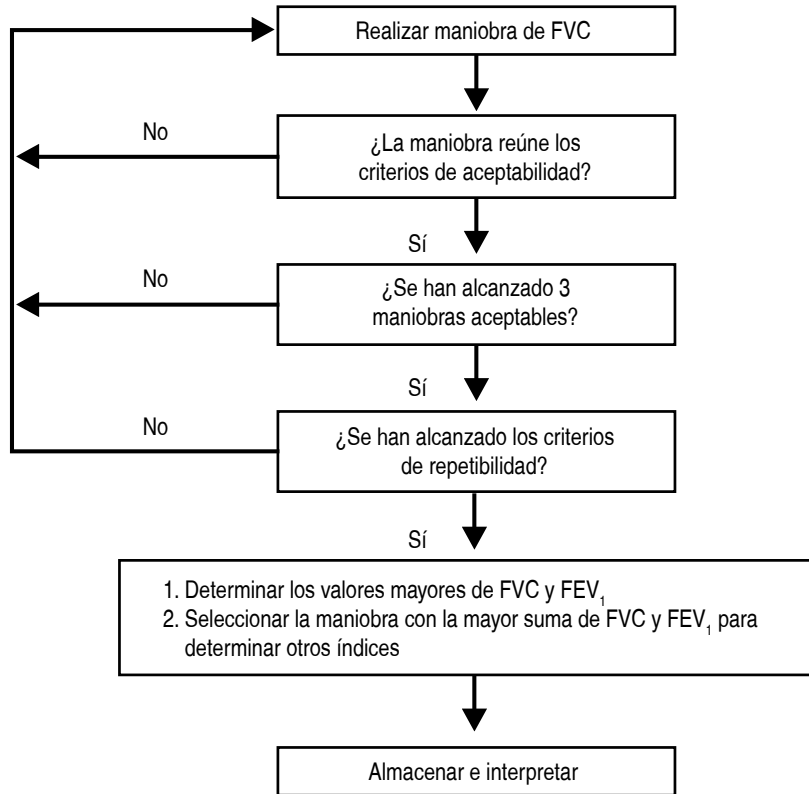 Realizar maniobra de FVC
No
¿La maniobra reúne los
criterios de aceptabilidad?
Sí
No
¿Se han alcanzado 3
maniobras aceptables?
Sí
No
¿Se han alcanzado los criterios
de repetibilidad?
Sí
1. Determinar los valores mayores de FVC y FEV₁
2. Seleccionar la maniobra con la mayor suma de FVC y FEV₁ para
determinar otros índices
Almacenar e interpretar